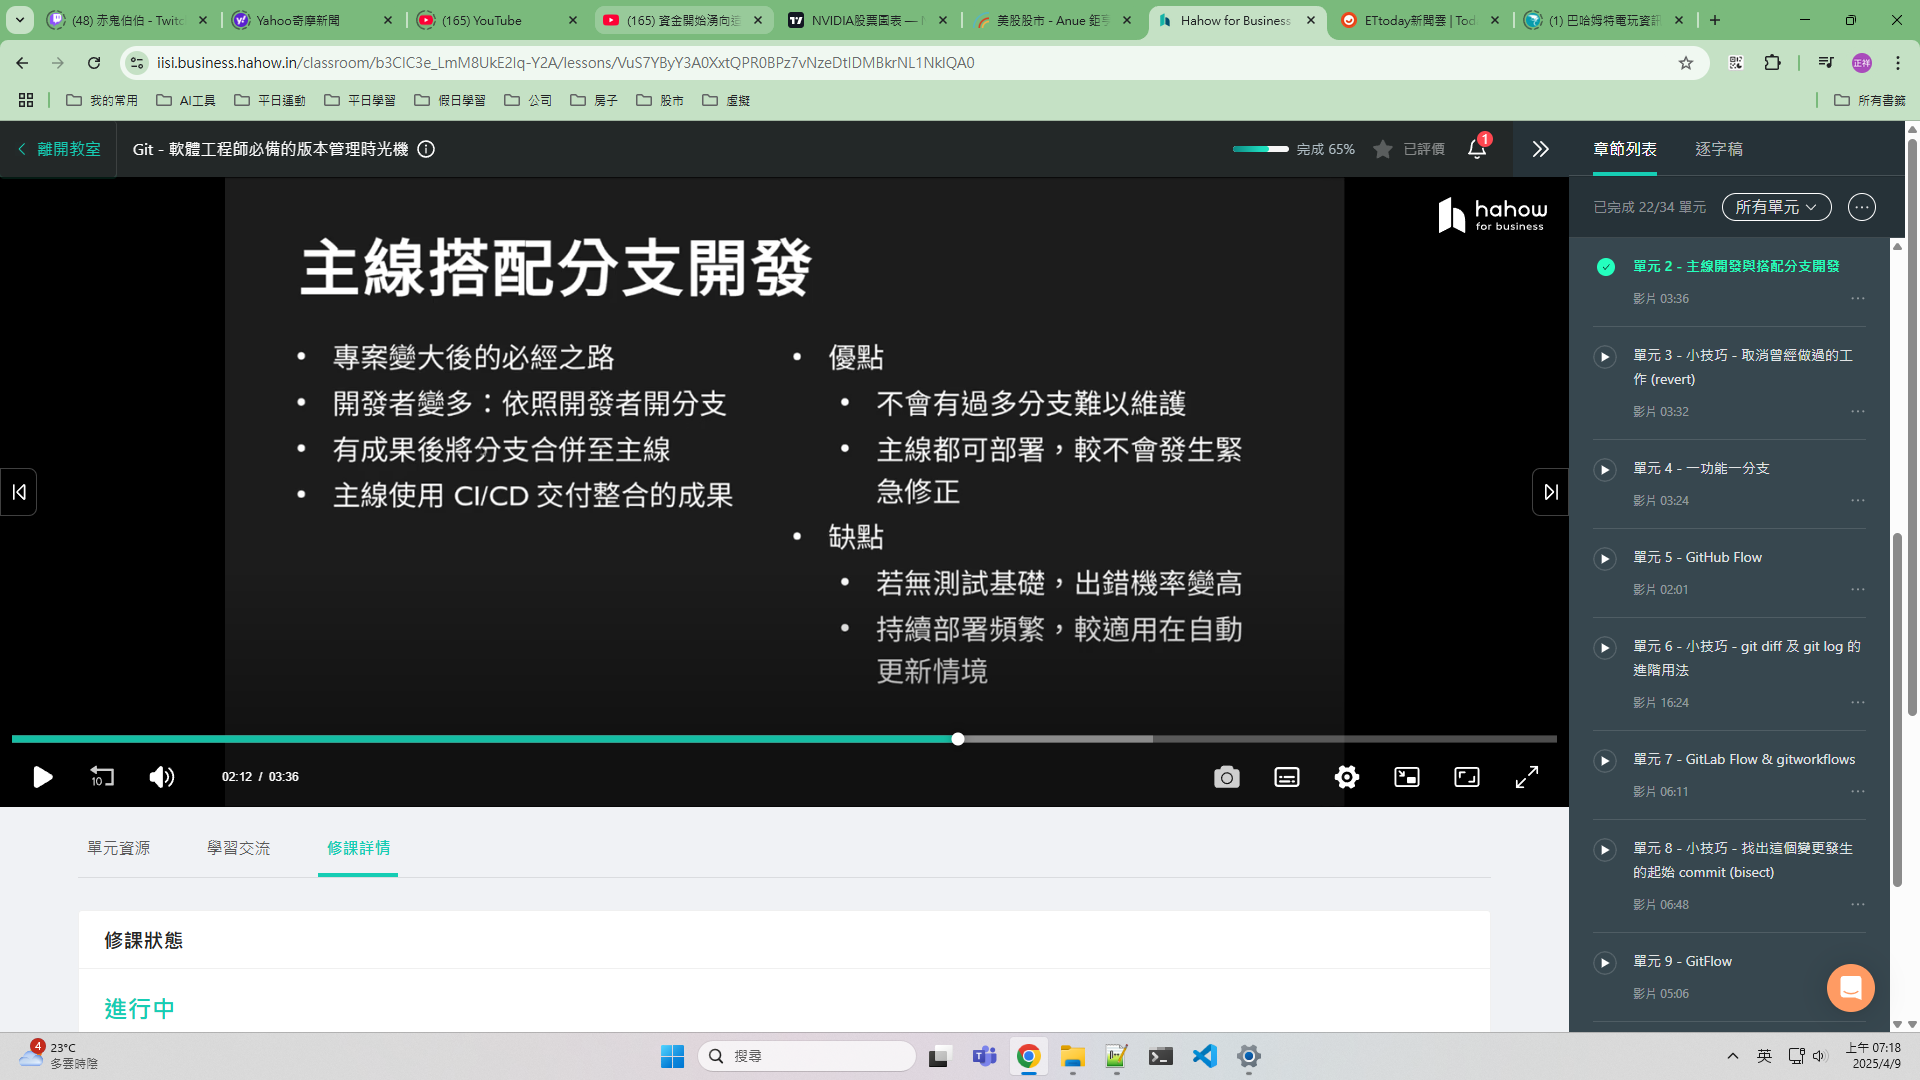 (48) 赤鬼伯伯 - Twitc
Yahoo奇摩新聞
(165) YouTube
(165) 資金開始湧向這
NVIDIA股票圖表 — N
美股股市 - Anue 鉅亨
Hahow for Business
ETtoday新聞雲 | Tod
(1) 巴哈姆特電玩資訊
iisi.business.hahow.in/classroom/b3ClC3e_LmM8UkE2lq-Y2A/lessons/VuS7YByY3A0XxtQPR0BPz7vNzeDtlDMBkrNL1NkIQA0
正祥
我的常用
AI工具
平日運動
平日學習
假日學習
公司
房子
股市
虛擬
所有書籤
離開教室
Git - 軟體工程師必備的版本管理時光機
完成 65%
已評價
1
章節列表
逐字稿
已完成 22/34 單元
所有單元
hahow
for business
主線搭配分支開發
• 專案變大後的必經之路
• 開發者變多：依照開發者開分支
• 有成果後將分支合併至主線
• 主線使用 CI/CD 交付整合的成果
• 優點
• 不會有過多分支難以維護
• 主線都可部署，較不會發生緊
急修正
• 缺點
• 若無測試基礎，出錯機率變高
• 持續部署頻繁，較適用在自動
更新情境
10
02:12 / 03:36
單元 2 - 主線開發與搭配分支開發
影片 03:36
單元 3 - 小技巧 - 取消曾經做過的工
作 (revert)
影片 03:32
單元 4 - 一功能一分支
影片 03:24
單元 5 - GitHub Flow
影片 02:01
單元 6 - 小技巧 - git diff 及 git log 的
進階用法
影片 16:24
單元 7 - GitLab Flow & gitworkflows
影片 06:11
單元 8 - 小技巧 - 找出這個變更發生
的起始 commit (bisect)
影片 06:48
單元 9 - GitFlow
影片 05:06
單元資源
學習交流
修課詳情
修課狀態
進行中
4
23°C
多雲時陰
搜尋
英
上午 07:18
2025/4/9